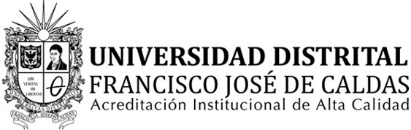 UNIVERSIDAD DISTRITAL
FRANCISCO JOSÉ DE CALDAS
Acreditación Institucional de Alta Calidad